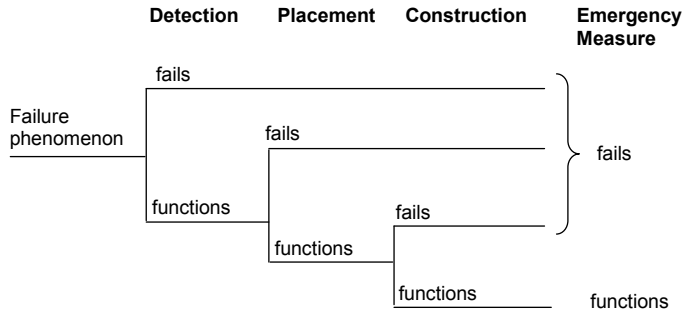 Detection Placement Construction Emergency
Measure
fails
Failure
phenomenon
fails
fails
functions
fails
functions
functions
functions